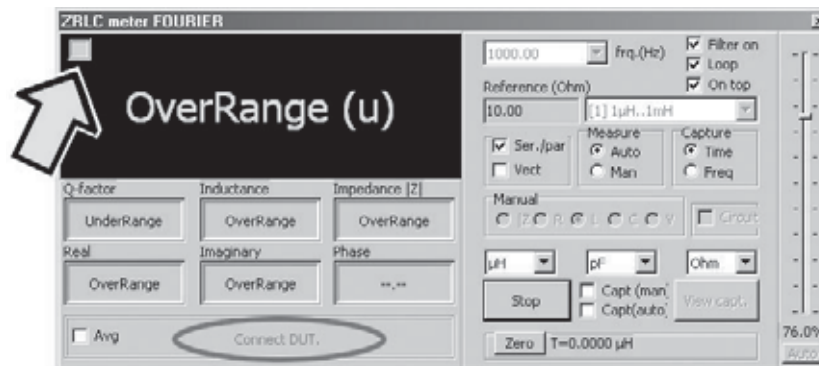 ZRLC meter FOURIER
OverRange (u)
Q-factor Inductance Impedance |Z|
UnderRange OverRange OverRange
Real Imaginary Phase
OverRange OverRange --.--
Avg Connect DUT.
1000.00 frq.(Hz) Filter on
Loop
On top
Reference (Ohm)
10.00 [1] 1µH..1mH
Ser./par
Vect
Measure
Auto
Man
Capture
Time
Freq
Manual
|Z R L C C V Circuit
µH pF Ohm
Stop
Capt (man)
Capt(auto)
View capt.
Zero T=0.0000 µH
76.0%
Auto